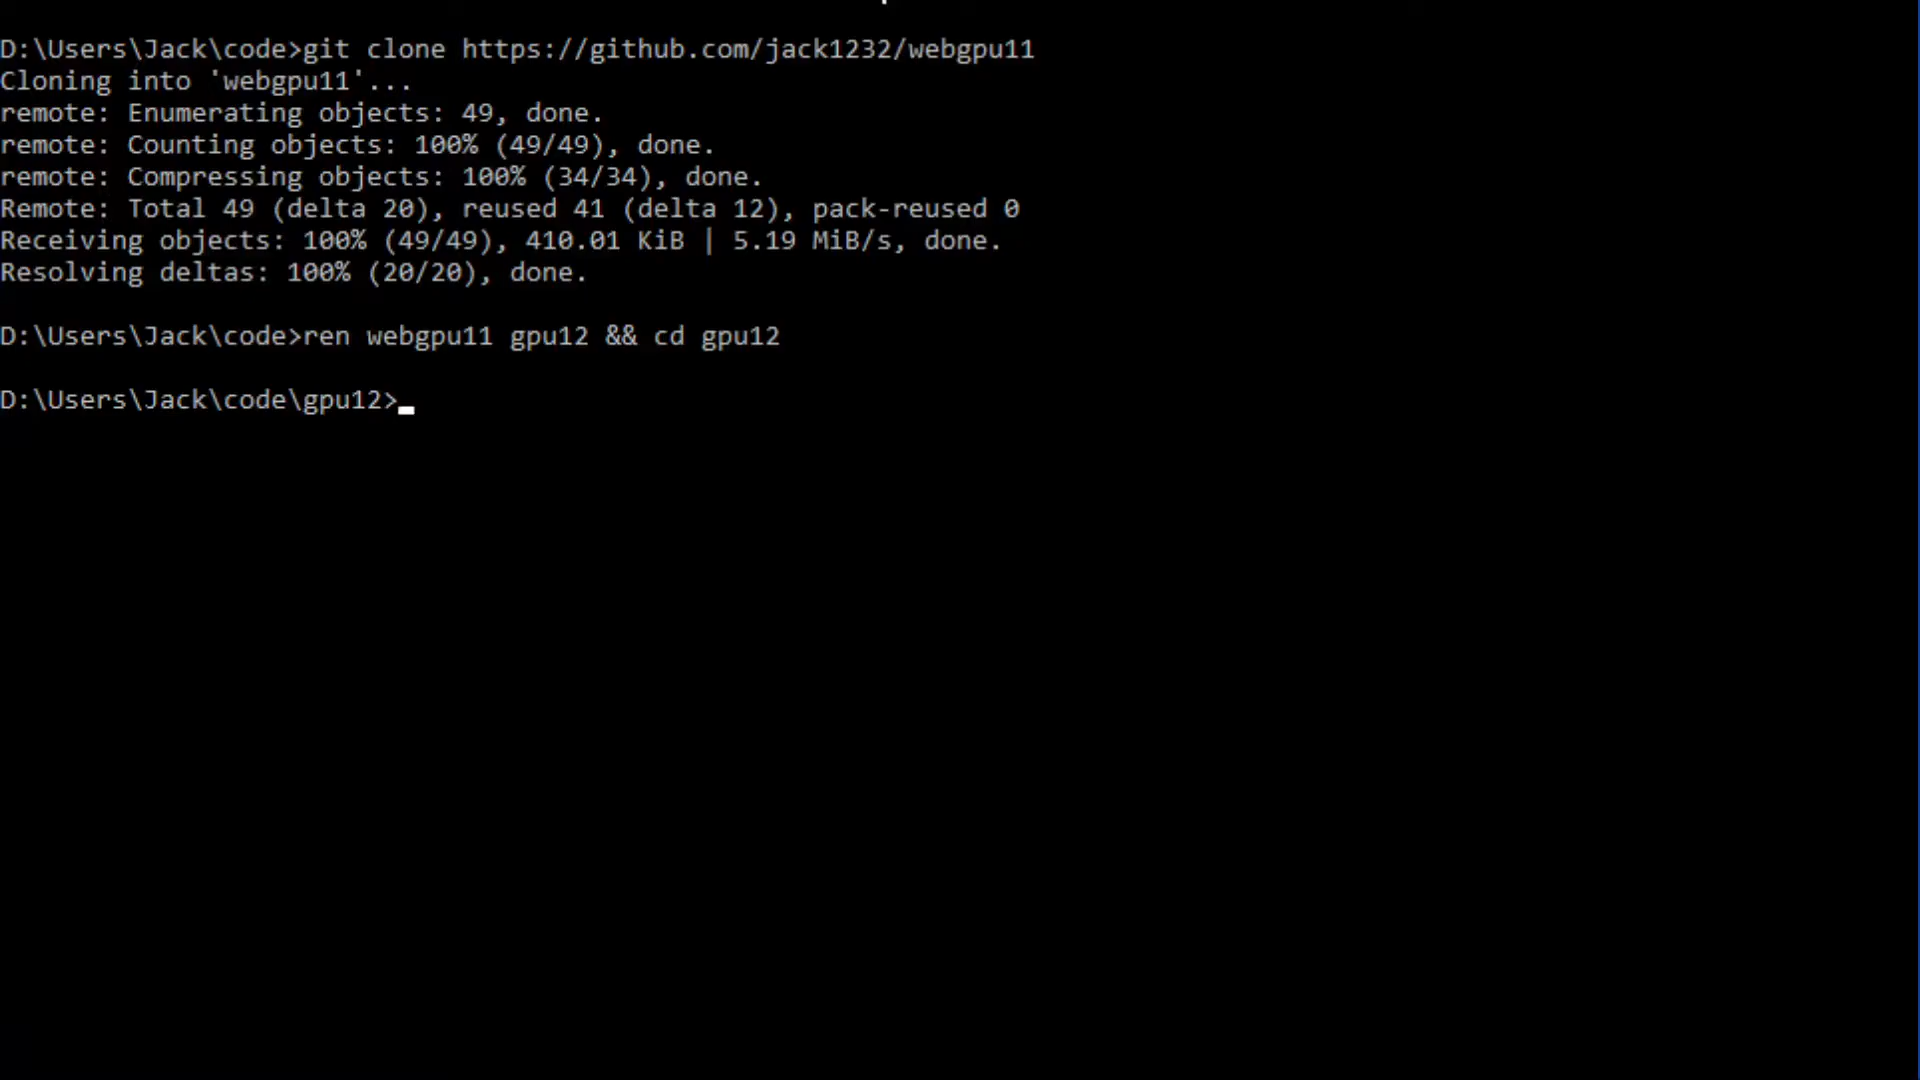 D:\Users\Jack\code>git clone https://github.com/jack1232/webgpu11
Cloning into 'webgpu11'...
remote: Enumerating objects: 49, done.
remote: Counting objects: 100% (49/49), done.
remote: Compressing objects: 100% (34/34), done.
Remote: Total 49 (delta 20), reused 41 (delta 12), pack-reused 0
Receiving objects: 100% (49/49), 410.01 KiB | 5.19 MiB/s, done.
Resolving deltas: 100% (20/20), done.
D:\Users\Jack\code>ren webgpu11 gpu12 && cd gpu12
D:\Users\Jack\code\gpu12>